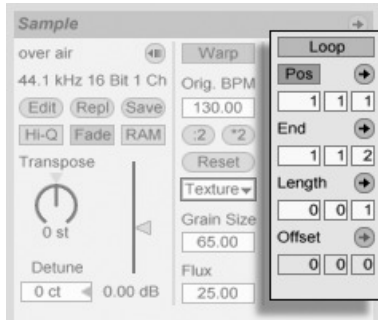 Sample
over air
44.1 kHz 16 Bit 1 Ch
Edit Repl Save
Hi-Q Fade RAM
Transpose
0 st
Detune
0 ct 0.00 dB
Warp
Orig. BPM
130.00
:2 *2
Reset
Texture
Grain Size
65.00
Flux
25.00
Loop
Pos
1 1 1
End
1 1 2
Length
0 0 1
Offset
0 0 0